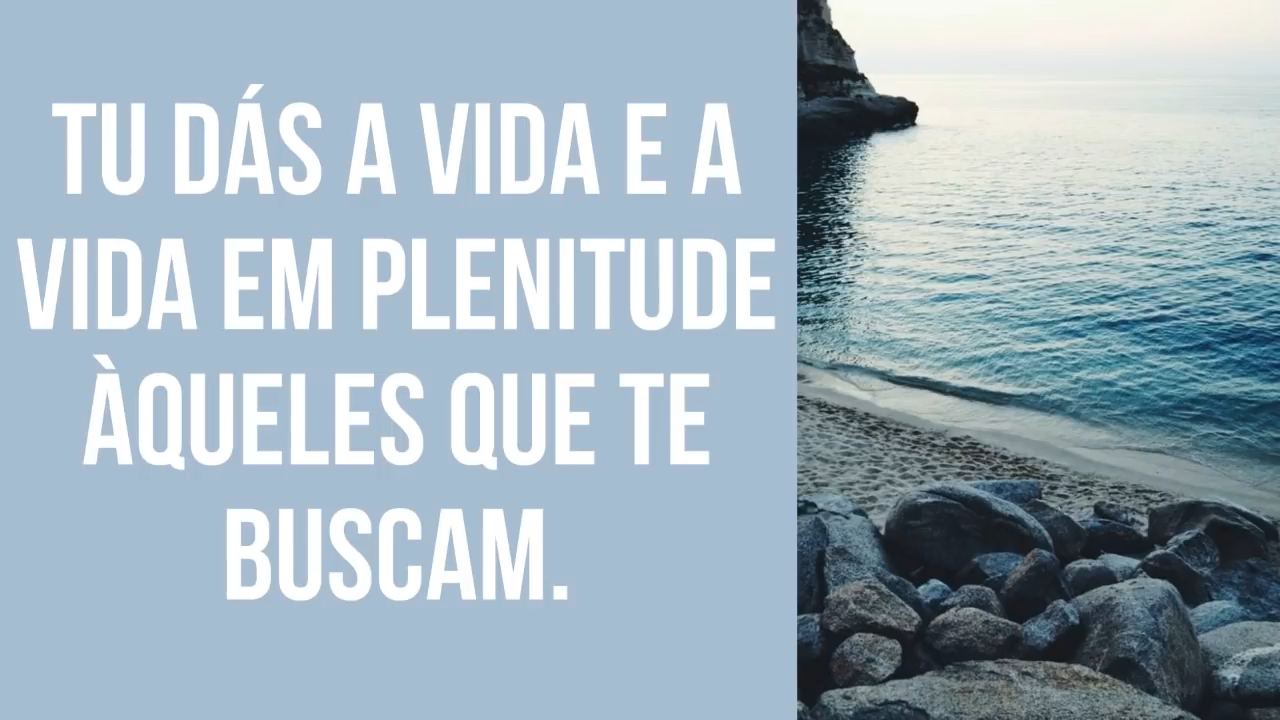 TU DÁS A VIDA E A
VIDA EM PLENITUDE
ÀQUELES QUE TE
BUSCAM.